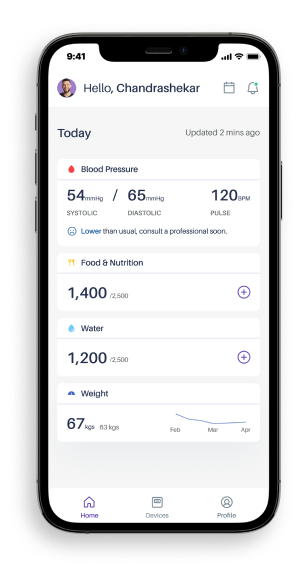 9:41
Hello, Chandrashekar
Today
Updated 2 mins ago
Blood Pressure
54mmHg / 65mmHg 120BPM
SYSTOLIC DIASTOLIC PULSE
Lower than usual, consult a professional soon.
Food & Nutrition
1,400 /2,500
Water
1,200 /2,500
Weight
67kgs 63 kgs
Feb Mar Apr
Home Devices Profile